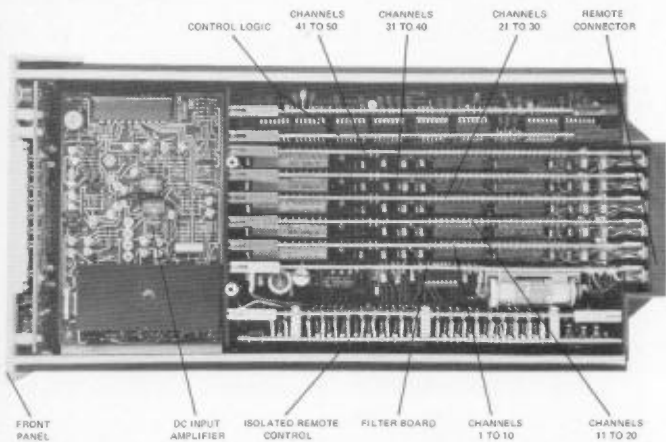 CONTROL LOGIC
CHANNELS
41 TO 50
CHANNELS
31 TO 40
CHANNELS
21 TO 30
REMOTE
CONNECTOR
FRONT
PANEL
DC INPUT
AMPLIFIER
ISOLATED REMOTE
CONTROL
FILTER BOARD
CHANNELS
1 TO 10
CHANNELS
11 TO 20